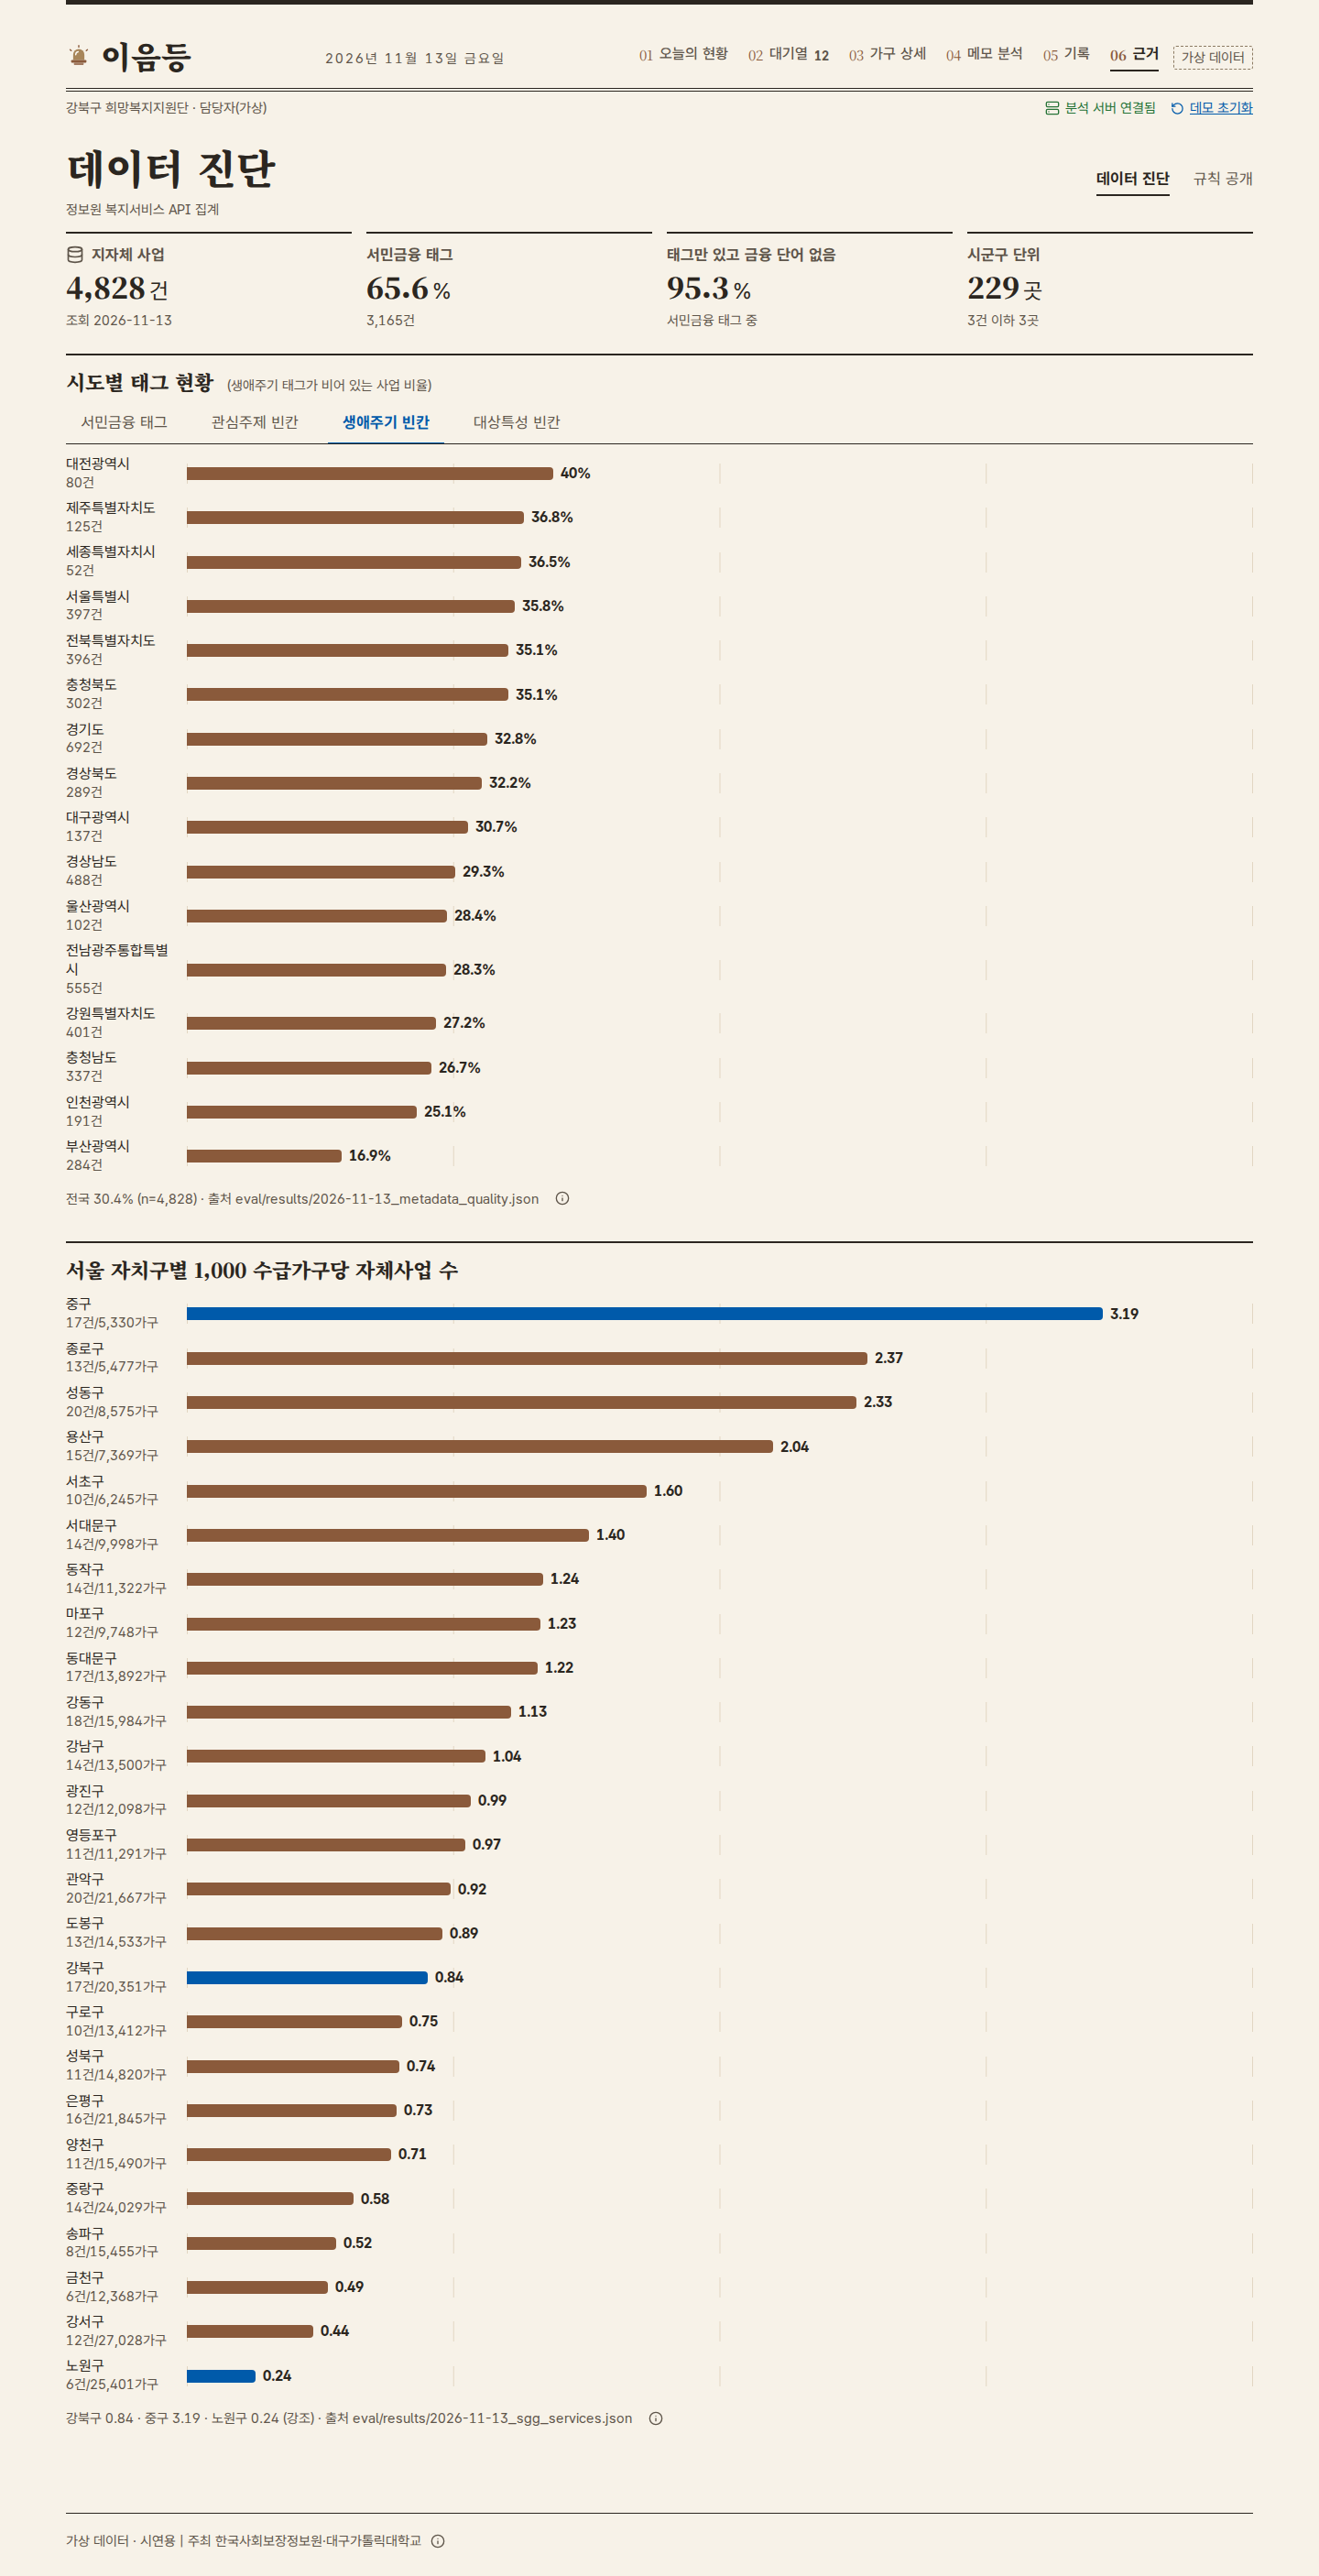 이음등
2026년 11월 13일 금요일
01 오늘의 현황 02 대기열 12 03 가구 상세 04 메모 분석 05 기록 06 근거 가상 데이터
강북구 희망복지지원단 · 담당자(가상)
분석 서버 연결됨 데모 초기화
데이터 진단
데이터 진단 규칙 공개
정보원 복지서비스 API 집계
지자체 사업
4,828 건
조회 2026-11-13
서민금융 태그
65.6 %
3,165건
태그만 있고 금융 단어 없음
95.3 %
서민금융 태그 중
시군구 단위
229 곳
3건 이하 3곳
시도별 태그 현황 (생애주기 태그가 비어 있는 사업 비율)
서민금융 태그 관심주제 빈칸 생애주기 빈칸 대상특성 빈칸
대전광역시
80건
40%
제주특별자치도
125건
36.8%
세종특별자치시
52건
36.5%
서울특별시
397건
35.8%
전북특별자치도
396건
35.1%
충청북도
302건
35.1%
경기도
692건
32.8%
경상북도
289건
32.2%
대구광역시
137건
30.7%
경상남도
488건
29.3%
울산광역시
102건
28.4%
전남광주통합특별
시
555건
28.3%
강원특별자치도
401건
27.2%
충청남도
337건
26.7%
인천광역시
191건
25.1%
부산광역시
284건
16.9%
전국 30.4% (n=4,828) · 출처 eval/results/2026-11-13_metadata_quality.json
서울 자치구별 1,000 수급가구당 자체사업 수
중구
17건/5,330가구
3.19
종로구
13건/5,477가구
2.37
성동구
20건/8,575가구
2.33
용산구
15건/7,369가구
2.04
서초구
10건/6,245가구
1.60
서대문구
14건/9,998가구
1.40
동작구
14건/11,322가구
1.24
마포구
12건/9,748가구
1.23
동대문구
17건/13,892가구
1.22
강동구
18건/15,984가구
1.13
강남구
14건/13,500가구
1.04
광진구
12건/12,098가구
0.99
영등포구
11건/11,291가구
0.97
관악구
20건/21,667가구
0.92
도봉구
13건/14,533가구
0.89
강북구
17건/20,351가구
0.84
구로구
10건/13,412가구
0.75
성북구
11건/14,820가구
0.74
은평구
16건/21,845가구
0.73
양천구
11건/15,490가구
0.71
중랑구
14건/24,029가구
0.58
송파구
8건/15,455가구
0.52
금천구
6건/12,368가구
0.49
강서구
12건/27,028가구
0.44
노원구
6건/25,401가구
0.24
강북구 0.84 · 중구 3.19 · 노원구 0.24 (강조) · 출처 eval/results/2026-11-13_sgg_services.json
가상 데이터 · 시연용 | 주최 한국사회보장정보원·대구가톨릭대학교